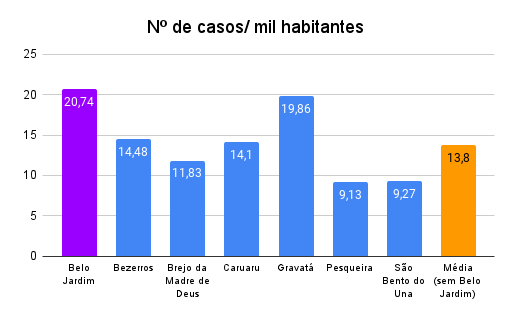 Nº de casos/ mil habitantes
25
20
15
10
5
0
20,74
14,48
11,83
14,1
19,86
9,13
9,27
13,8
Belo
Jardim
Bezerros
Brejo da
Madre de
Deus
Caruaru
Gravatá
Pesqueira
São
Bento do
Una
Média
(sem Belo
Jardim)